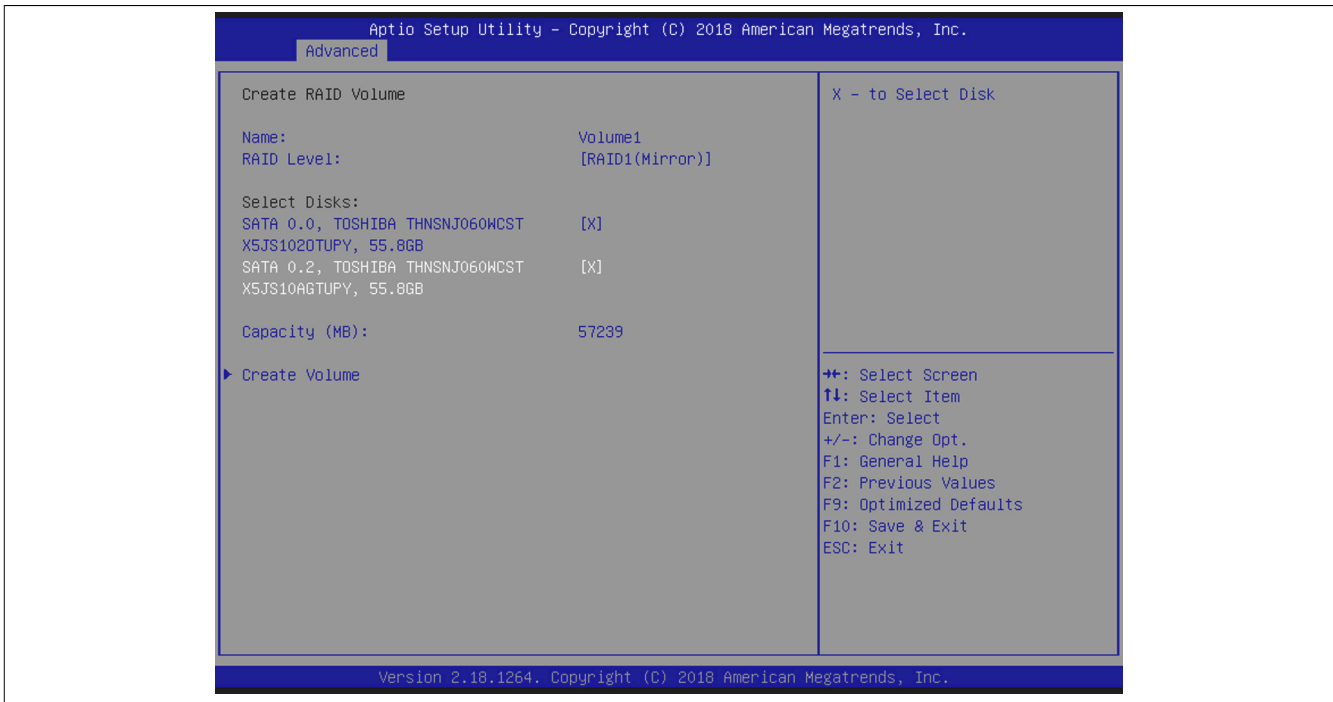 Aptio Setup Utility – Copyright (C) 2018 American Megatrends, Inc.
Advanced
Create RAID Volume
X – to Select Disk
Name: Volume1
RAID Level: [RAID1(Mirror)]
Select Disks:
SATA 0.0, TOSHIBA THNSNJ060WCST [X]
X5JS102OTUPY, 55.8GB
SATA 0.2, TOSHIBA THNSNJ060WCST [X]
X5JS10AGTUPY, 55.8GB
Capacity (MB): 57239
▶ Create Volume
→←: Select Screen
↑↓: Select Item
Enter: Select
+/-: Change Opt.
F1: General Help
F2: Previous Values
F9: Optimized Defaults
F10: Save & Exit
ESC: Exit
Version 2.18.1264. Copyright (C) 2018 American Megatrends, Inc.